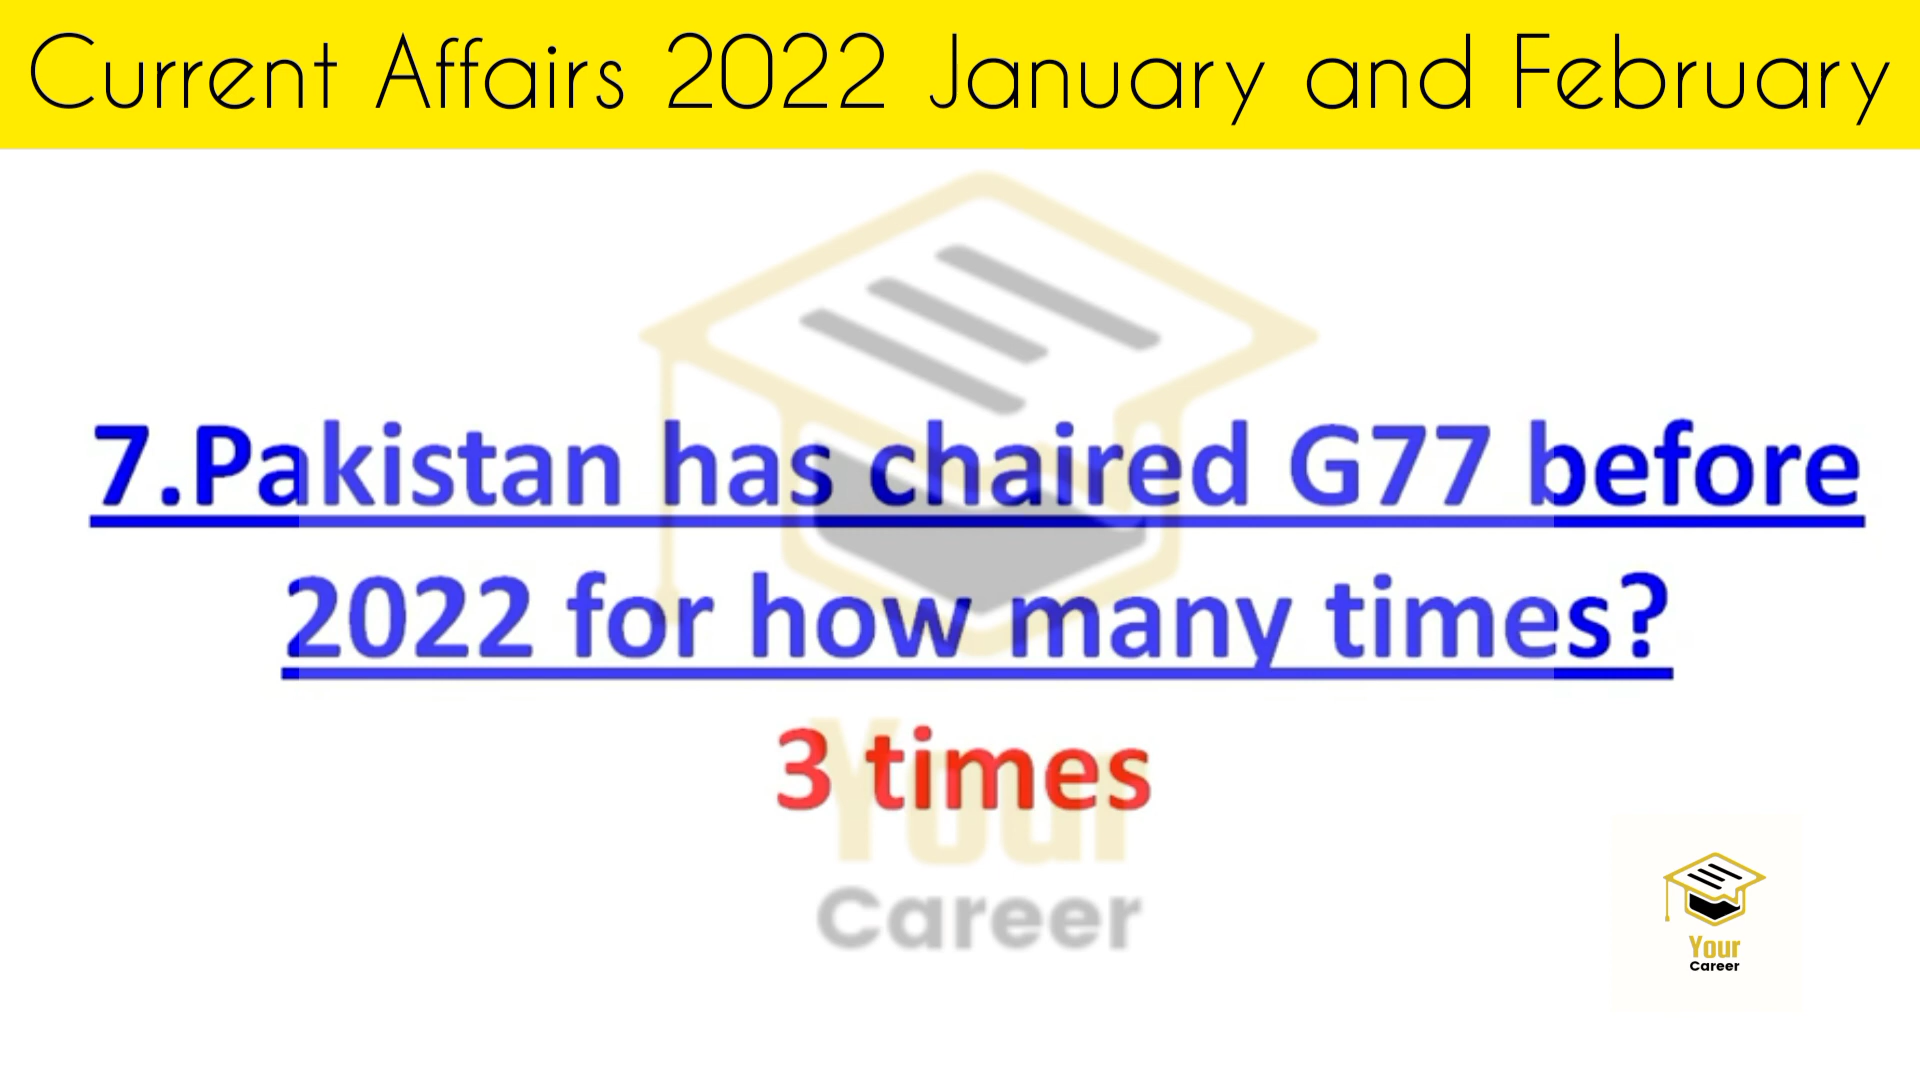 Current Affairs 2022 January and February
7.Pakistan has chaired G77 before
2022 for how many times?
3 times
Your
Career
Your
Career